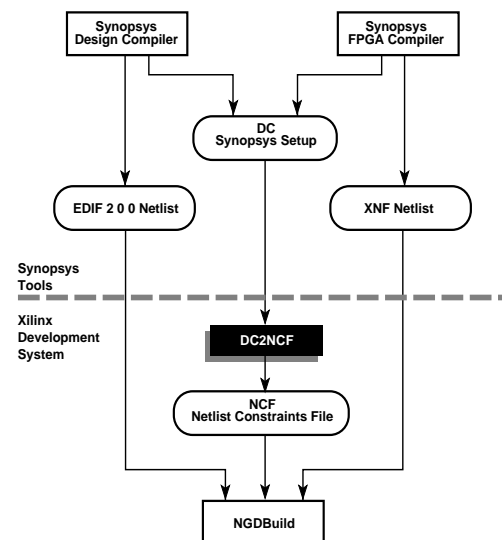 Synopsys
Design Compiler
Synopsys
FPGA Compiler
DC
Synopsys Setup
EDIF 2 0 0 Netlist
XNF Netlist
Synopsys
Tools
Xilinx
Development
System
DC2NCF
NCF
Netlist Constraints File
NGDBuild